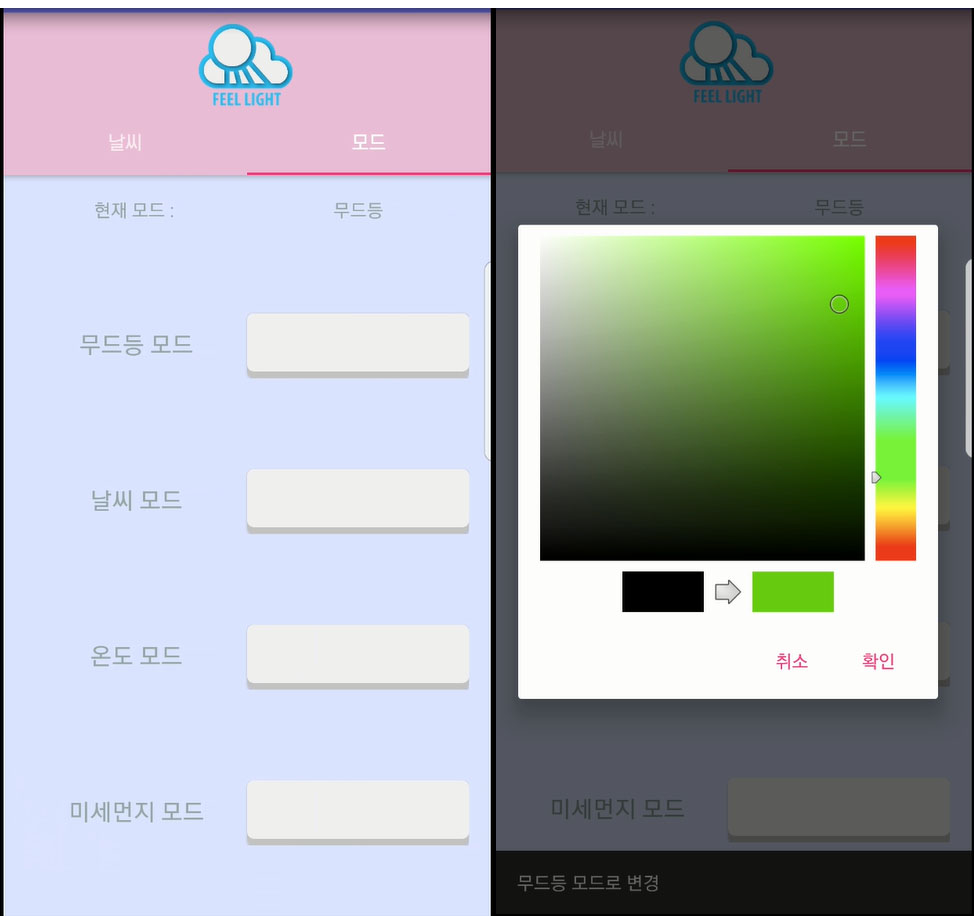 FEEL LIGHT
날씨 모드
현재 모드 : 무드등
무드등 모드
날씨 모드
온도 모드
미세먼지 모드
FEEL LIGHT
날씨 모드
현재 모드 : 무드등
취소 확인
미세먼지 모드
무드등 모드로 변경